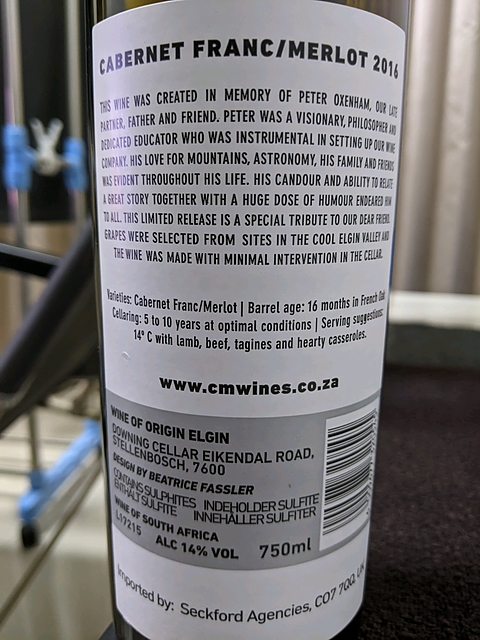 CABERNET FRANC/MERLOT 2016
THIS WINE WAS CREATED IN MEMORY OF PETER OXENHAM, OUR LATE
PARTNER, FATHER AND FRIEND. PETER WAS A VISIONARY, PHILOSOPHER AND
DEDICATED EDUCATOR WHO WAS INSTRUMENTAL IN SETTING UP OUR WINE
COMPANY. HIS LOVE FOR MOUNTAINS, ASTRONOMY, HIS FAMILY AND FRIENDS
WAS EVIDENT THROUGHOUT HIS LIFE. HIS CANDOUR AND ABILITY TO RELATE
A GREAT STORY TOGETHER WITH A HUGE DOSE OF HUMOUR ENDEARED HIM
TO ALL. THIS LIMITED RELEASE IS A SPECIAL TRIBUTE TO OUR DEAR FRIEND.
GRAPES WERE SELECTED FROM SITES IN THE COOL ELGIN VALLEY AND
THE WINE WAS MADE WITH MINIMAL INTERVENTION IN THE CELLAR.
Varieties: Cabernet Franc/Merlot | Barrel age: 16 months in French Oak
Cellaring: 5 to 10 years at optimal conditions | Serving suggestions:
14° C with lamb, beef, tagines and hearty casseroles.
www.cmwines.co.za
WINE OF ORIGIN ELGIN
DOWNING CELLAR EIKENDAL ROAD,
STELLENBOSCH, 7600
DESIGN BY BEATRICE FASSLER
CONTAINS SULPHITES INDEHOLDER SULFITE
ENTHÄLT SULFITE INNEHÅLLER SULFITER
WINE OF SOUTH AFRICA
L17215 ALC 14% VOL 750ml
Imported by: Seckford Agencies, CO7 7QQ, UK